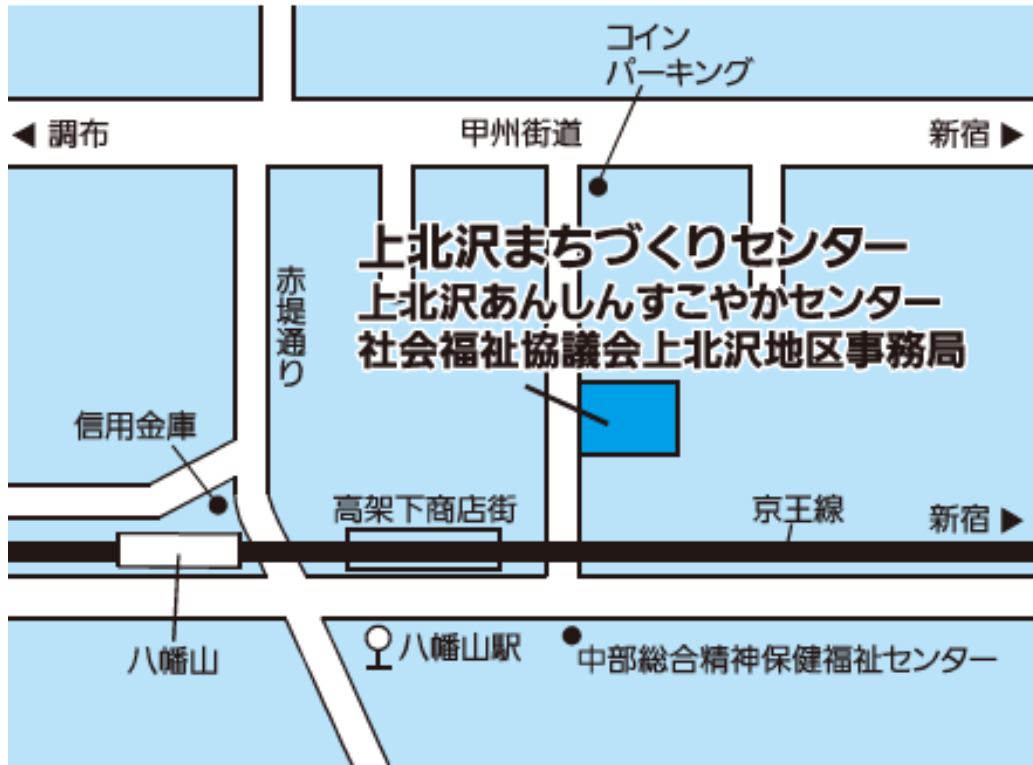 コイン
パーキング
◀ 調布
甲州街道
新宿 ▶
上北沢まちづくりセンター
上北沢あんしんすこやかセンター
社会福祉協議会上北沢地区事務局
赤堤通り
信用金庫
高架下商店街
京王線
新宿 ▶
八幡山
八幡山駅
中部総合精神保健福祉センター